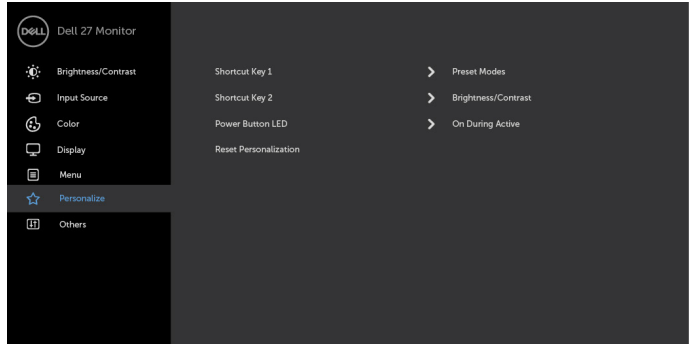 DELL Dell 27 Monitor
Brightness/Contrast
Input Source
Color
Display
Menu
Personalize
Others
Shortcut Key 1 Preset Modes
Shortcut Key 2 Brightness/Contrast
Power Button LED On During Active
Reset Personalization